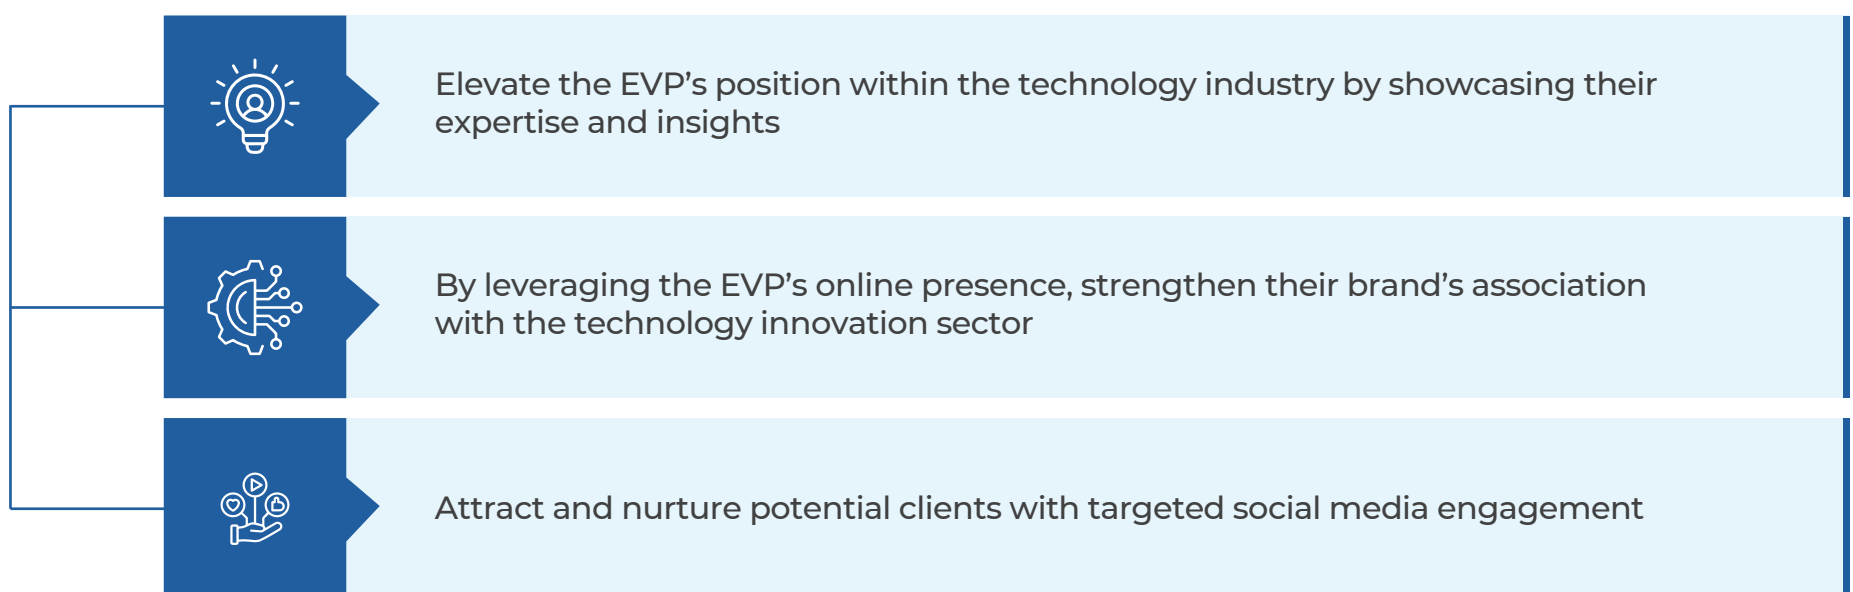 Elevate the EVP’s position within the technology industry by showcasing their
expertise and insights
By leveraging the EVP’s online presence, strengthen their brand’s association
with the technology innovation sector
Attract and nurture potential clients with targeted social media engagement